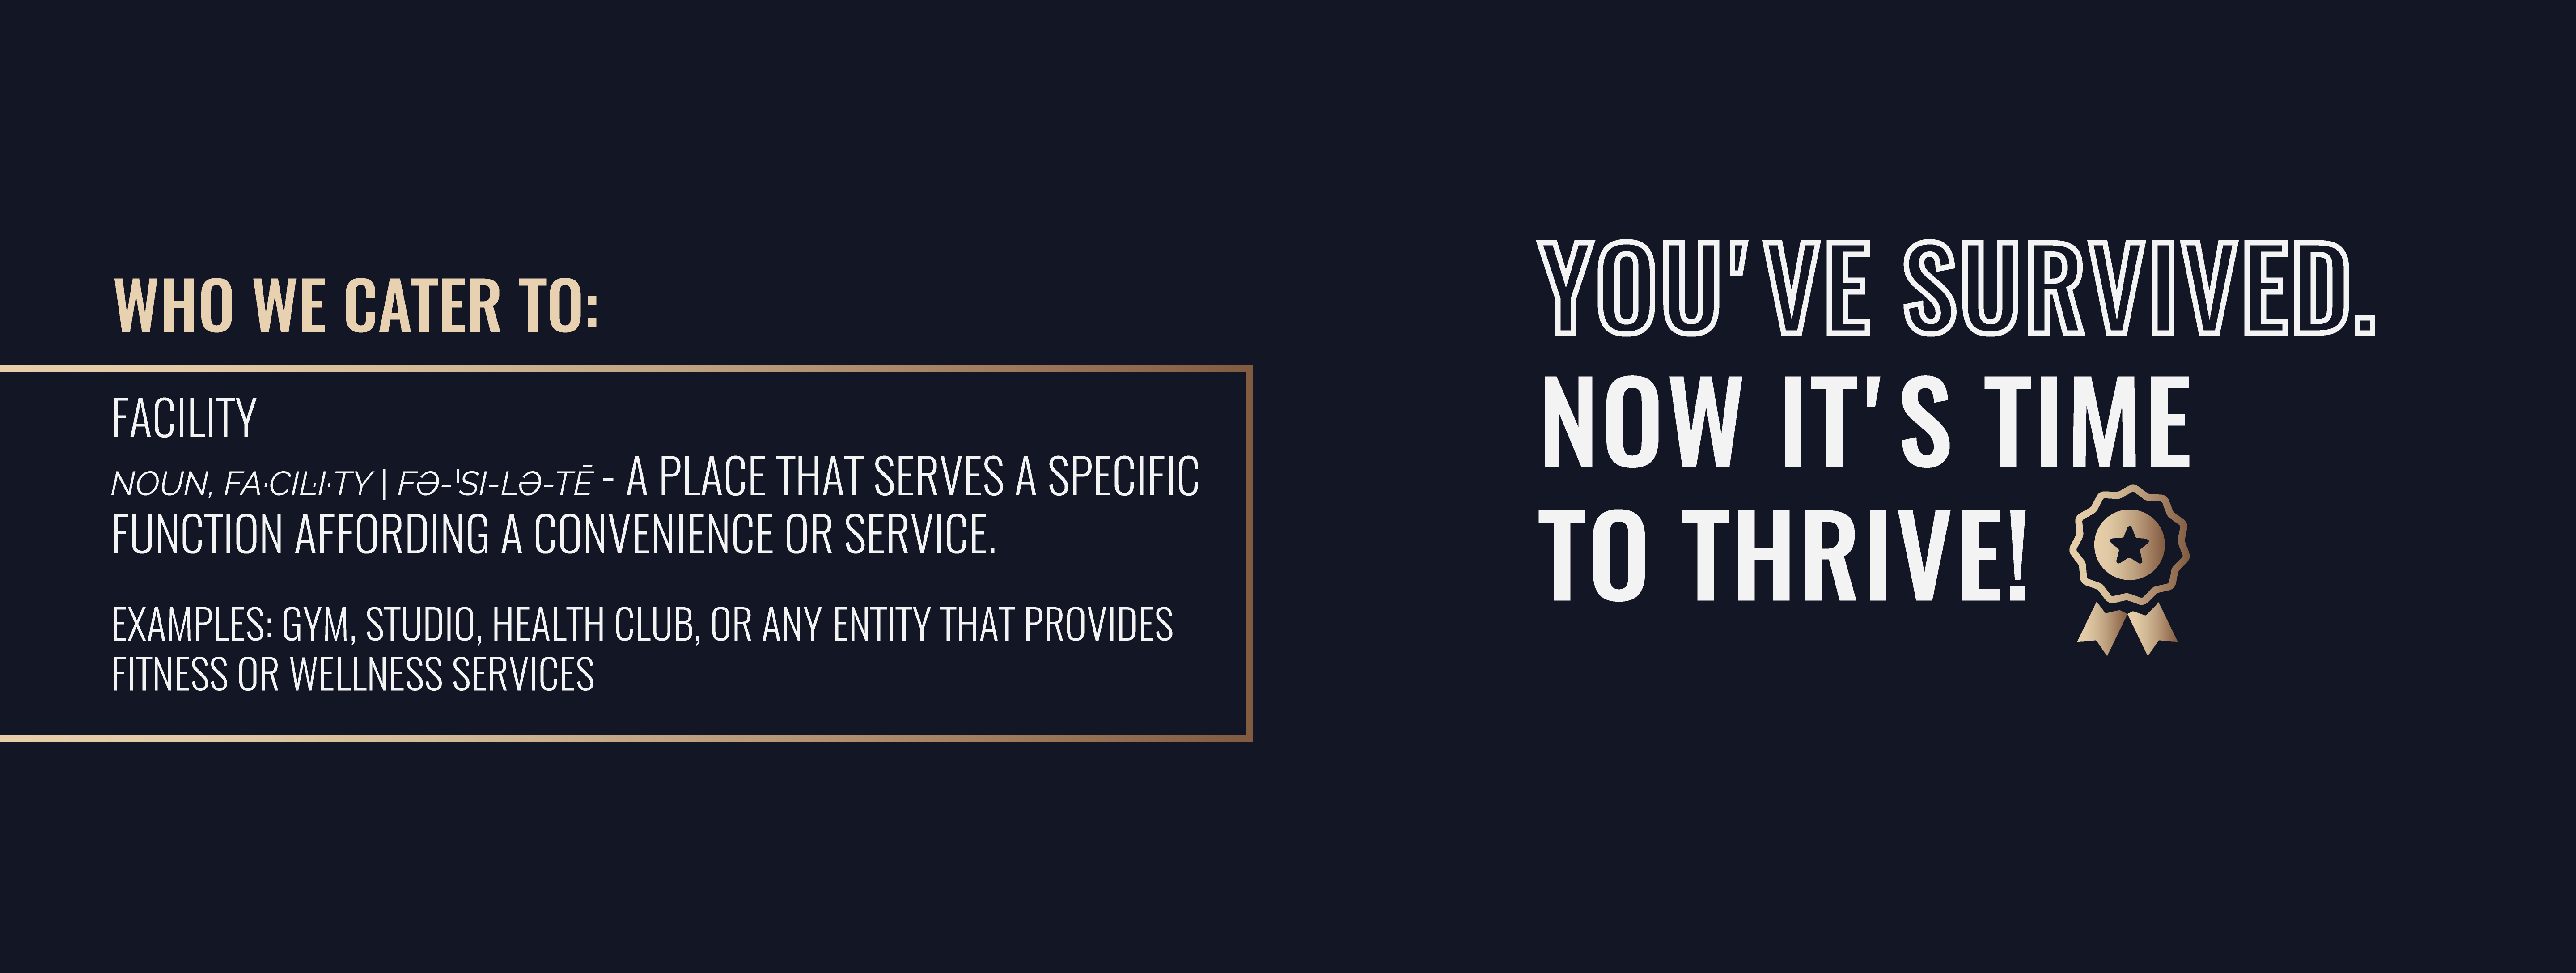 WHO WE CATER TO:
FACILITY
NOUN, FA·CIL·I·TY | FƏ-ˈSI-LƏ-TĒ - A PLACE THAT SERVES A SPECIFIC
FUNCTION AFFORDING A CONVENIENCE OR SERVICE.
EXAMPLES: GYM, STUDIO, HEALTH CLUB, OR ANY ENTITY THAT PROVIDES
FITNESS OR WELLNESS SERVICES
YOU'VE SURVIVED.
NOW IT'S TIME
TO THRIVE!